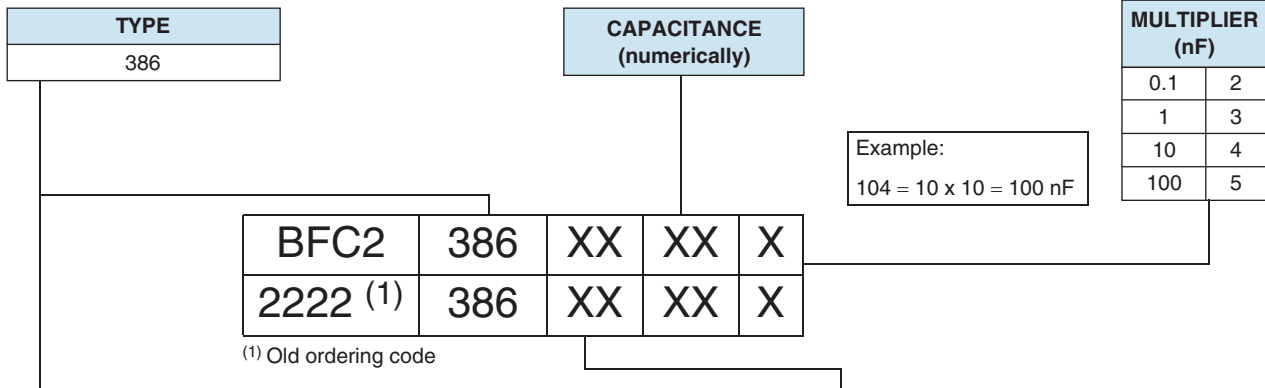 TYPE
386
CAPACITANCE
(numerically)
MULTIPLIER
(nF)
0.1 2
1 3
10 4
100 5
Example:
104 = 10 x 10 = 100 nF
BFC2 386 XX XX X
2222 (1) 386 XX XX X
(1) Old ordering code